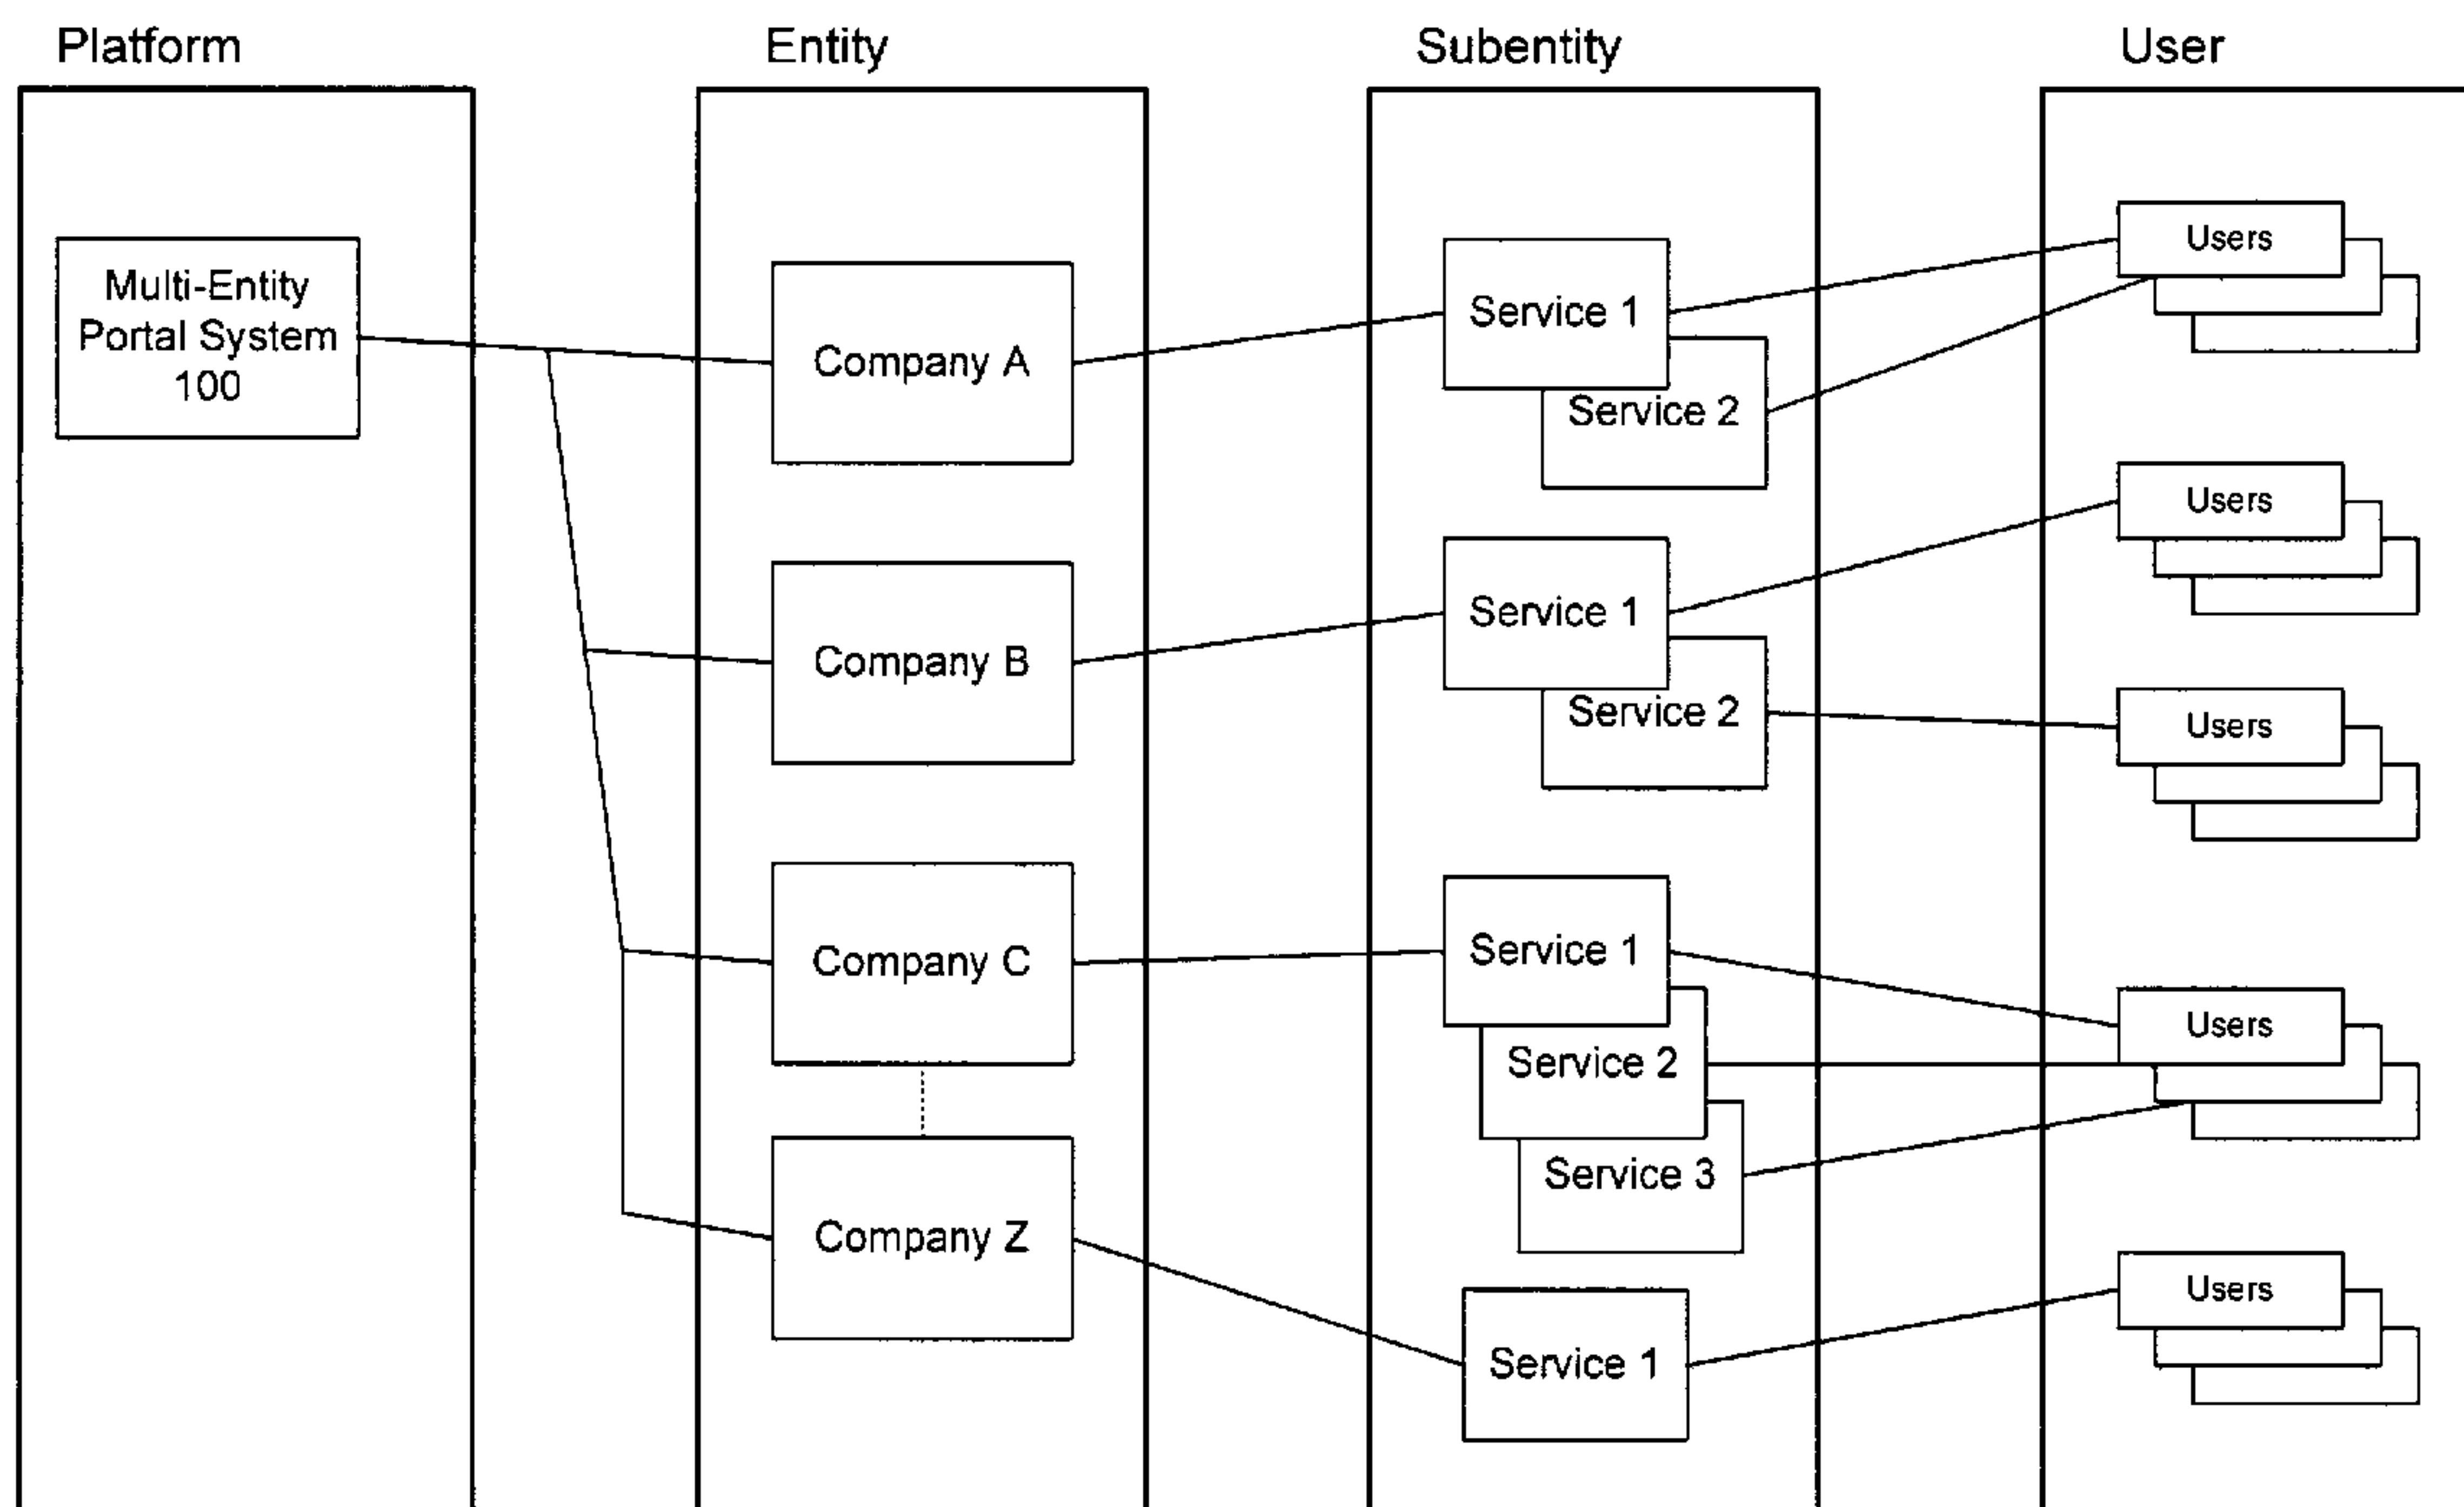 Platform
Entity
Subentity
User
Multi-Entity
Portal System
100
Company A
Company B
Company C
Company Z
Service 1
Service 2
Service 1
Service 2
Service 1
Service 2
Service 3
Service 1
Users
Users
Users
Users
Users